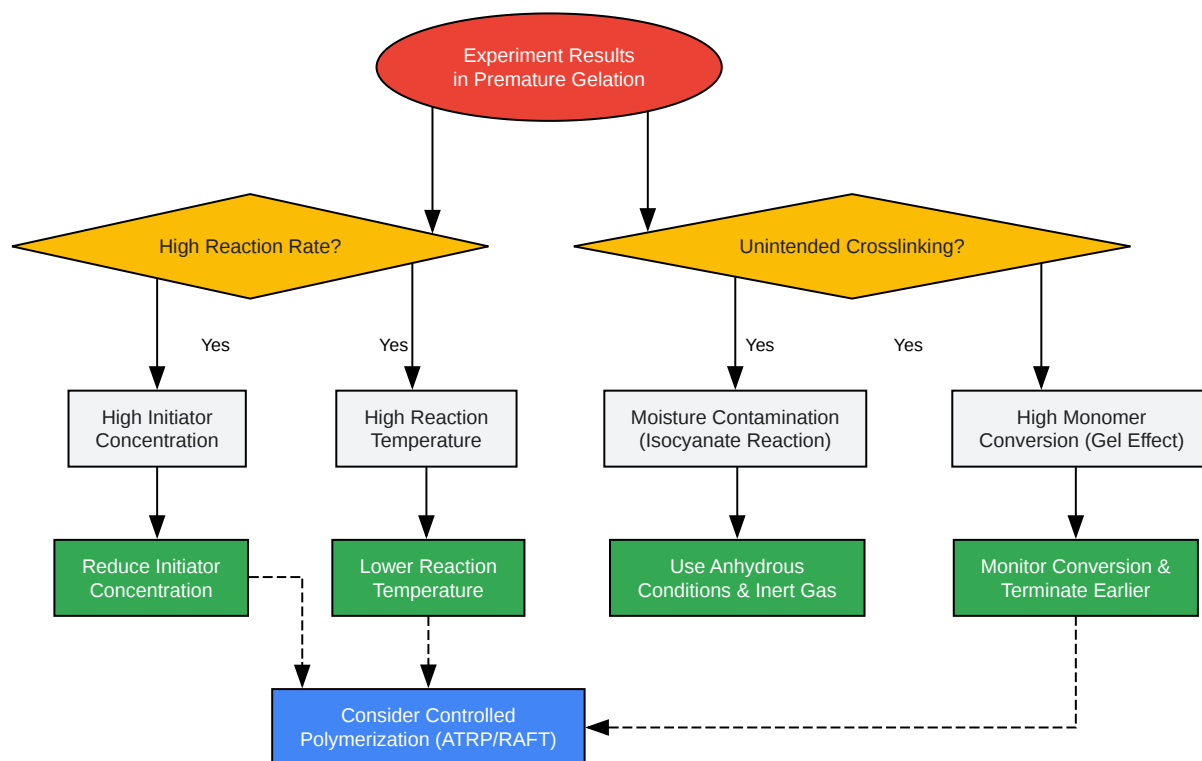 Experiment Results
in Premature Gelation
High Reaction Rate?
Unintended Crosslinking?
Yes
Yes
Yes
Yes
High Initiator
Concentration
High Reaction
Temperature
Moisture Contamination
(Isocyanate Reaction)
High Monomer
Conversion (Gel Effect)
Reduce Initiator
Concentration
Lower Reaction
Temperature
Use Anhydrous
Conditions & Inert Gas
Monitor Conversion &
Terminate Earlier
Consider Controlled
Polymerization (ATRP/RAFT)